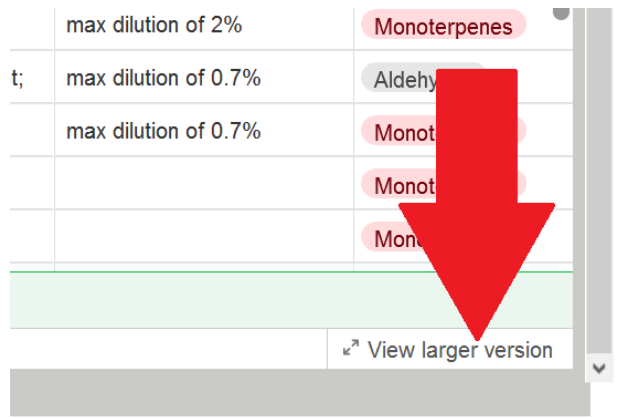 max dilution of 2% Monoterpenes
t; max dilution of 0.7%
max dilution of 0.7%
View larger version